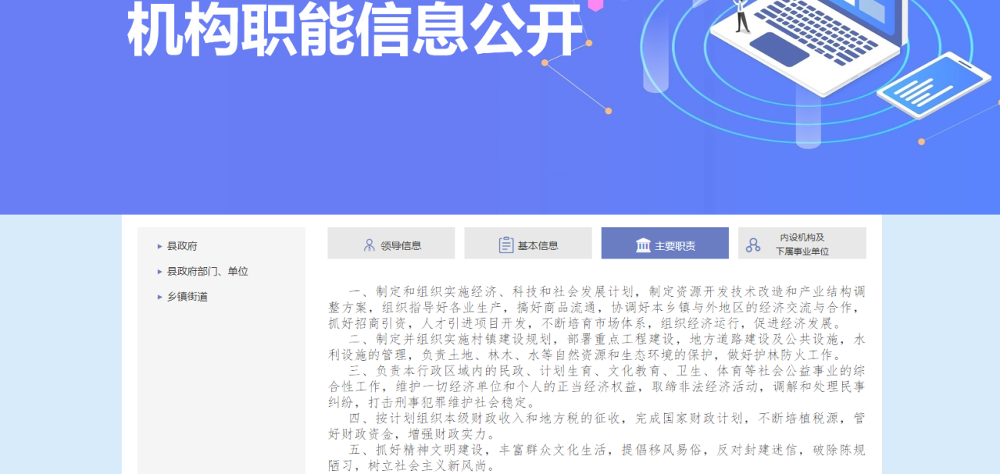 机构职能信息公开
县政府
县政府部门、单位
乡镇街道
领导信息
基本信息
主要职责
内设机构及
下属事业单位
一、制定和组织实施经济、科技和社会发展计划，制定资源开发技术改造和产业结构调
整方案，组织指导好各业生产，搞好商品流通，协调好本乡镇与外地区的经济交流与合作，
抓好招商引资，人才引进项目开发，不断培育市场体系，组织经济运行，促进经济发展。
二、制定并组织实施村镇建设规划，部署重点工程建设，地方道路建设及公共设施，水
利设施的管理，负责土地、林木、水等自然资源和生态环境的保护，做好护林防火工作。
三、负责本行政区域内的民政、计划生育、文化教育、卫生、体育等社会公益事业的综
合性工作，维护一切经济单位和个人的正当经济权益，取缔非法经济活动，调解和处理民事
纠纷，打击刑事犯罪维护社会稳定。
四、按计划组织本级财政收入和地方税的征收，完成国家财政计划，不断培植税源，管
好财政资金，增强财政实力。
五、抓好精神文明建设，丰富群众文化生活，提倡移风易俗，反对封建迷信，破除陈规
陋习，树立社会主义新风尚。